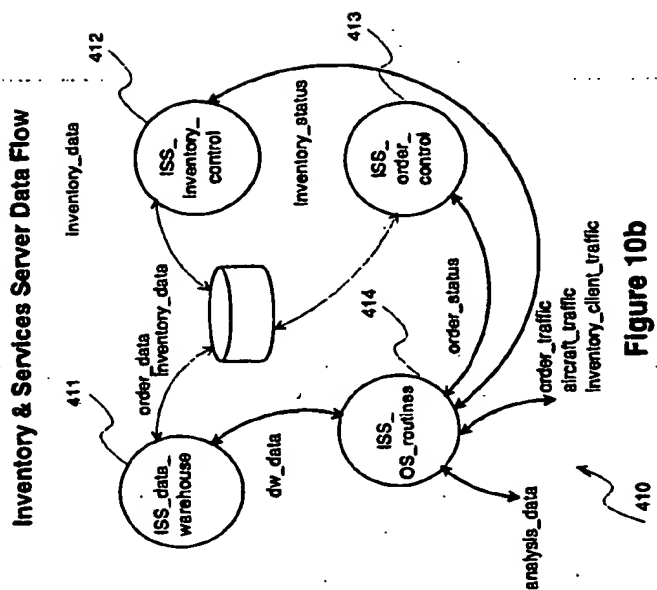 Inventory & Services Server Data Flow
411
ISS_data_
warehouse
order_data
Inventory_data
Inventory_data
412
ISS_
Inventory_
control
dw_data
Inventory_status
414
ISS_
OS_routines
order_status
ISS_
order_
control
413
analysis_data
order_traffic
aircraft_traffic
Inventory_client_traffic
410
Figure 10b